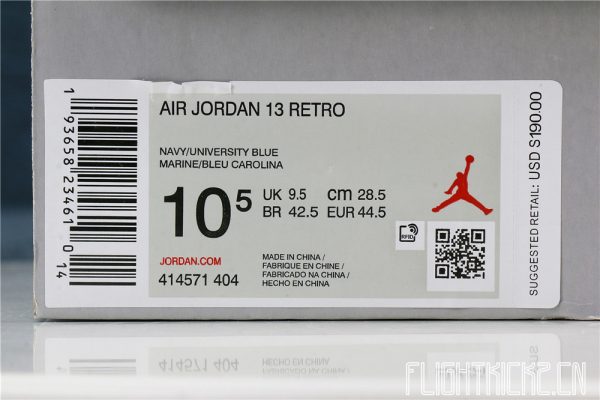 AIR JORDAN 13 RETRO
NAVY/UNIVERSITY BLUE
MARINE/BLEU CAROLINA
10⁵ UK 9.5 cm 28.5
BR 42.5 EUR 44.5
JORDAN.COM
414571 404
MADE IN CHINA /
FABRIQUE EN CHINE /
FABRICADO NA CHINA /
HECHO EN CHINA
RFID
1 93658 23461 0 14
SUGGESTED RETAIL: USD $190.00
FLIGHTKICKZ.CN